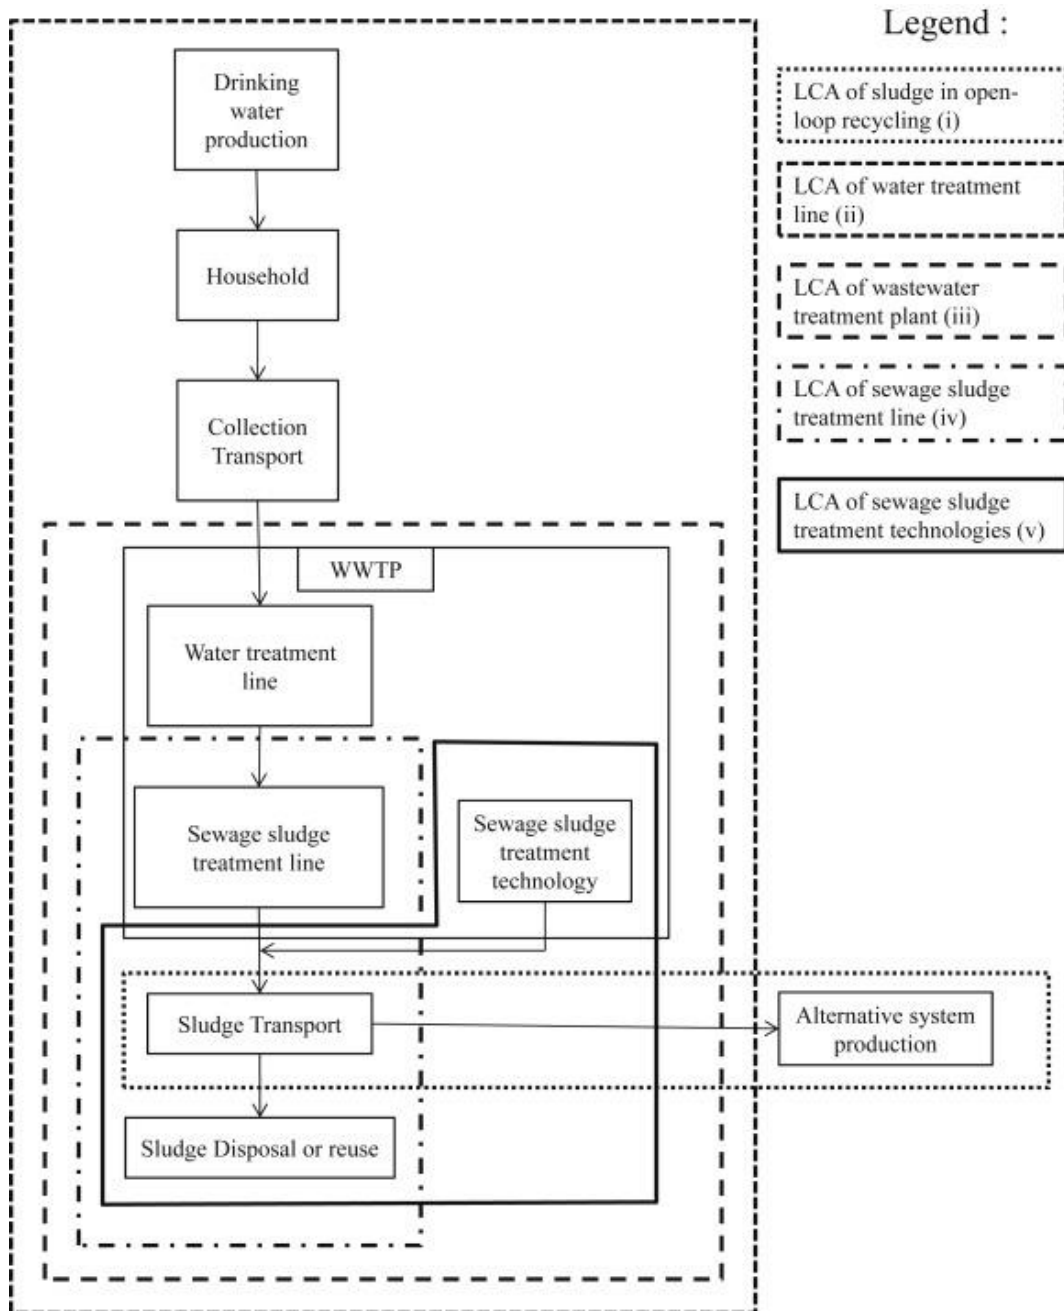 Legend :
Drinking
water
production
Household
Collection
Transport
WWTP
Water treatment
line
Sewage sludge
treatment line
Sewage sludge
treatment
technology
Sludge Transport
Alternative system
production
Sludge Disposal or reuse
LCA of sludge in open-
loop recycling (i)
LCA of water treatment
line (ii)
LCA of wastewater
treatment plant (iii)
LCA of sewage sludge
treatment line (iv)
LCA of sewage sludge
treatment technologies (v)